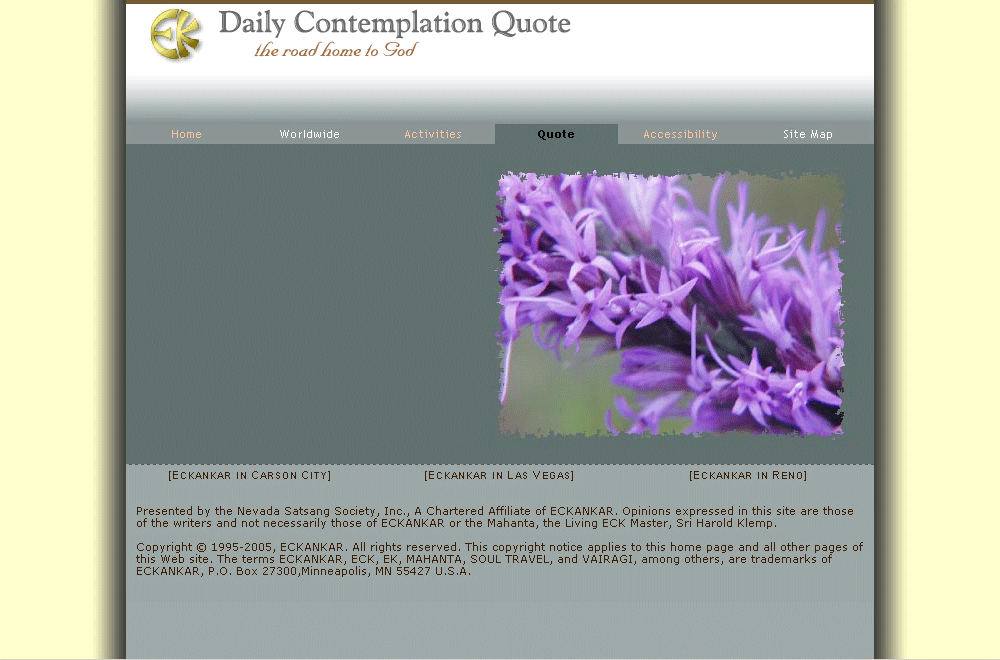 EK Daily Contemplation Quote
the road home to God
Home Worldwide Activities Quote Accessibility Site Map
[ECKANKAR IN CARSON CITY] [ECKANKAR IN LAS VEGAS] [ECKANKAR IN RENO]
Presented by the Nevada Satsang Society, Inc., A Chartered Affiliate of ECKANKAR. Opinions expressed in this site are those
of the writers and not necessarily those of ECKANKAR or the Mahanta, the Living ECK Master, Sri Harold Klemp.
Copyright © 1995-2005, ECKANKAR. All rights reserved. This copyright notice applies to this home page and all other pages of
this Web site. The terms ECKANKAR, ECK, EK, MAHANTA, SOUL TRAVEL, and VAIRAGI, among others, are trademarks of
ECKANKAR, P.O. Box 27300,Minneapolis, MN 55427 U.S.A.